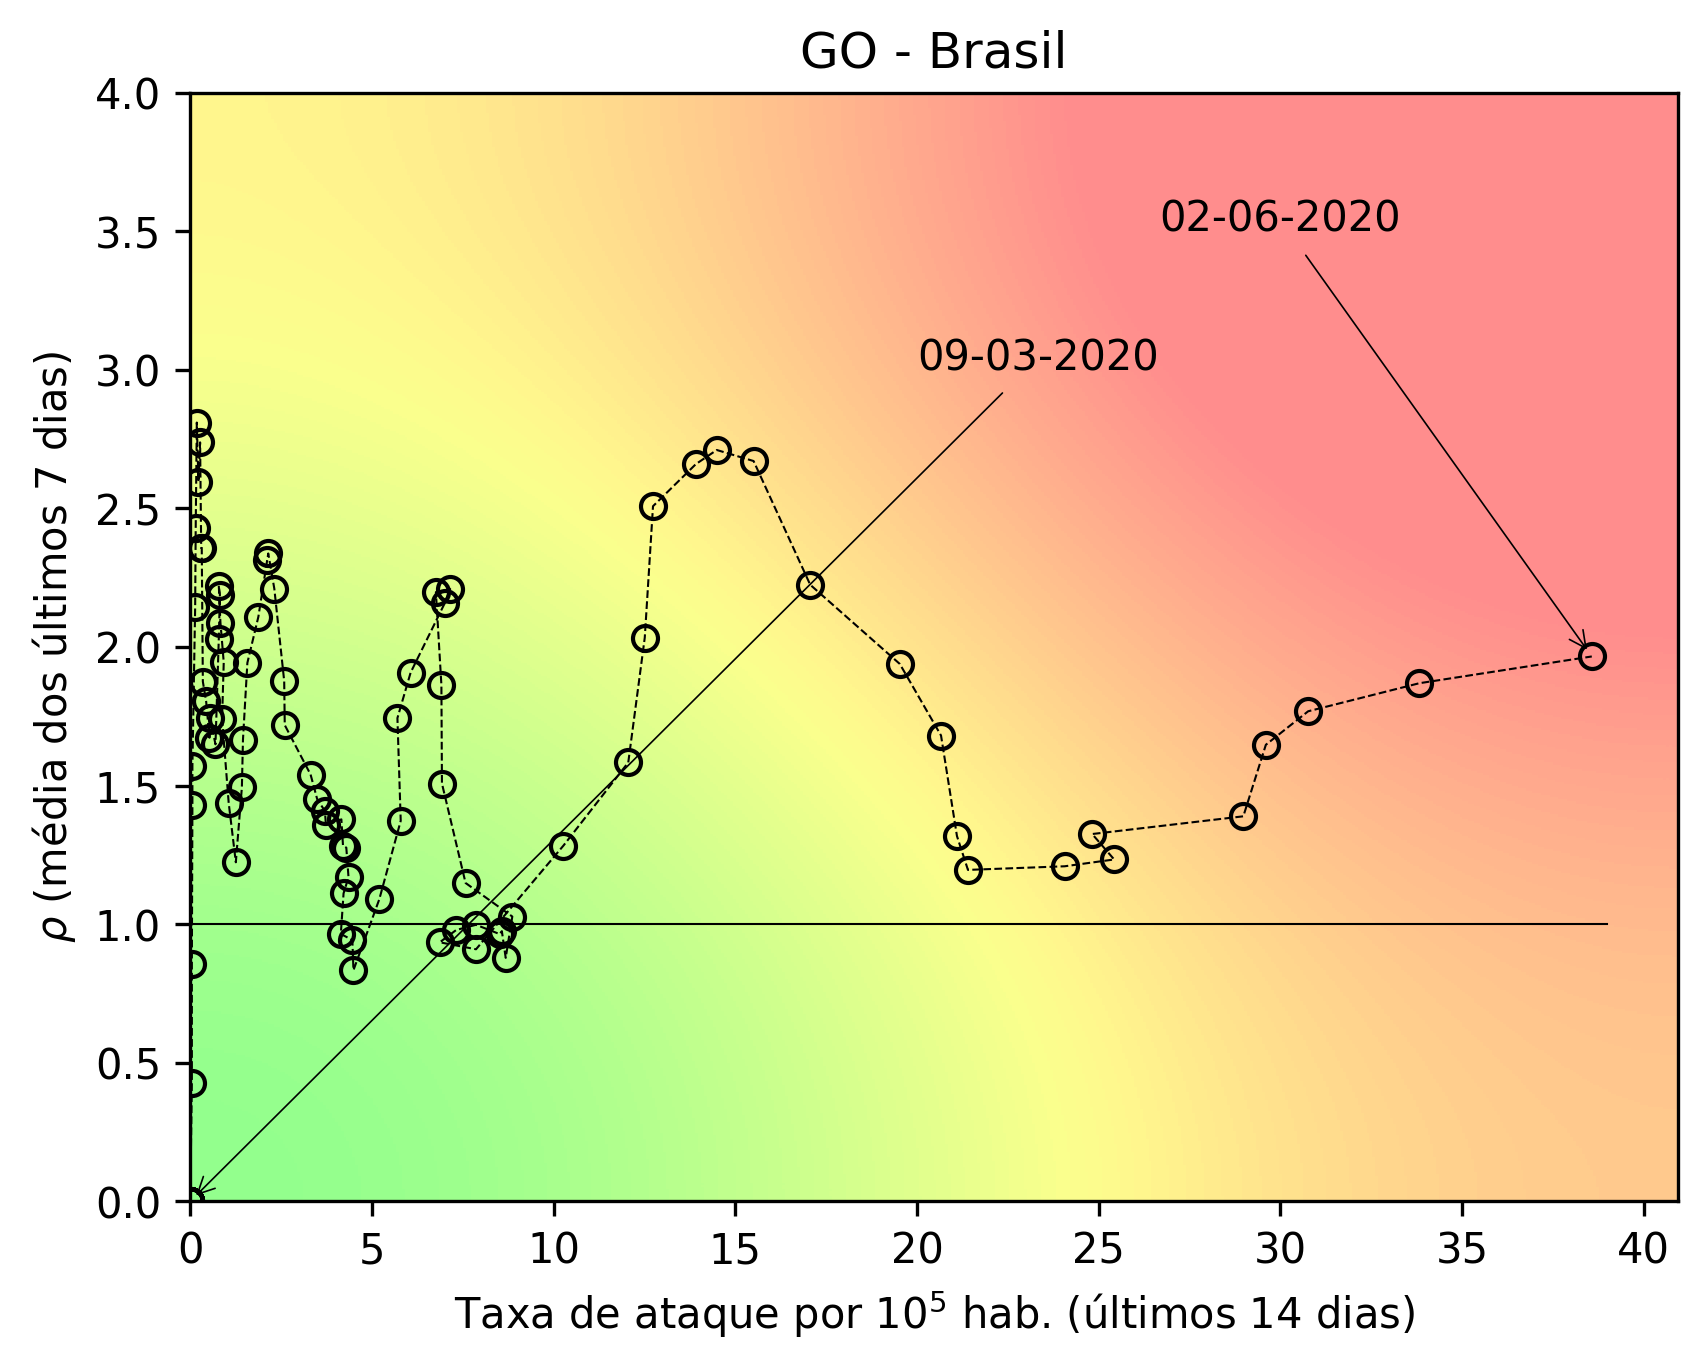 GO - Brasil
4.0
3.5
3.0
2.5
2.0
1.5
1.0
0.5
0.0
ρ (média dos últimos 7 dias)
02-06-2020
09-03-2020
0 5 10 15 20 25 30 35 40
Taxa de ataque por 10⁵ hab. (últimos 14 dias)